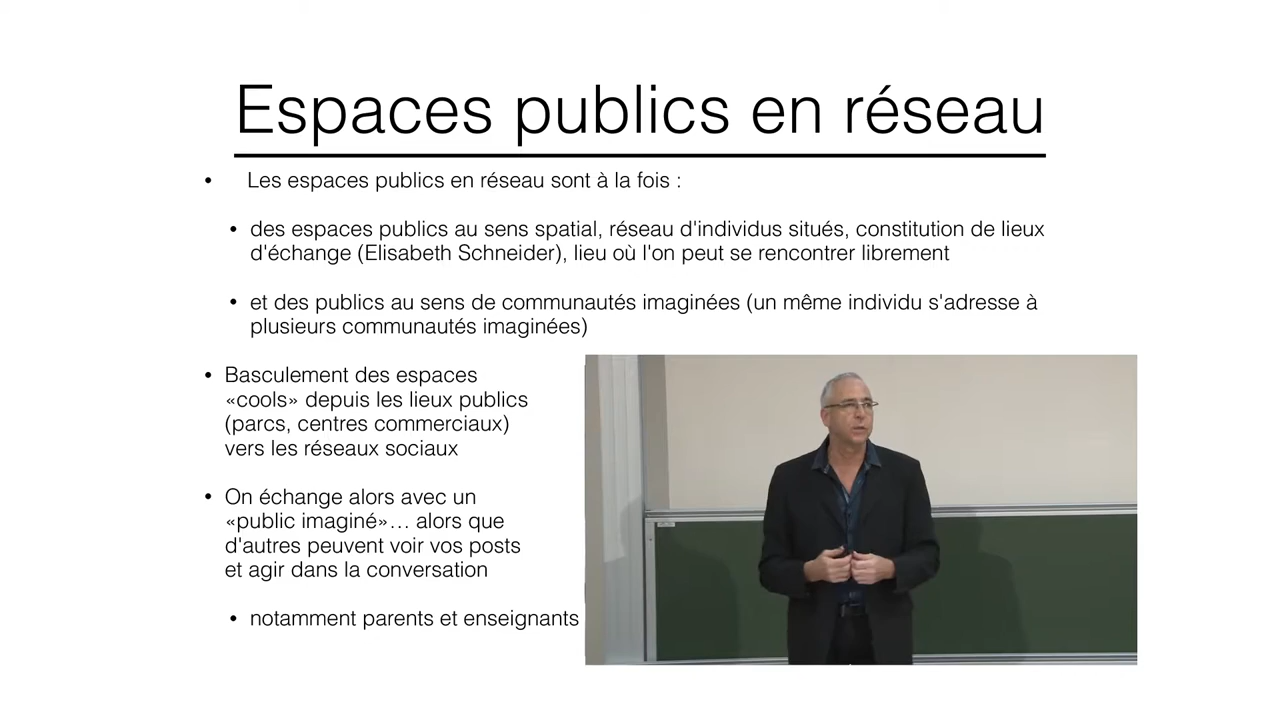 Espaces publics en réseau
• Les espaces publics en réseau sont à la fois :
• des espaces publics au sens spatial, réseau d'individus situés, constitution de lieux
d'échange (Elisabeth Schneider), lieu où l'on peut se rencontrer librement
• et des publics au sens de communautés imaginées (un même individu s'adresse à
plusieurs communautés imaginées)
• Basculement des espaces
«cools» depuis les lieux publics
(parcs, centres commerciaux)
vers les réseaux sociaux
• On échange alors avec un
«public imaginé»… alors que
d'autres peuvent voir vos posts
et agir dans la conversation
• notamment parents et enseignants